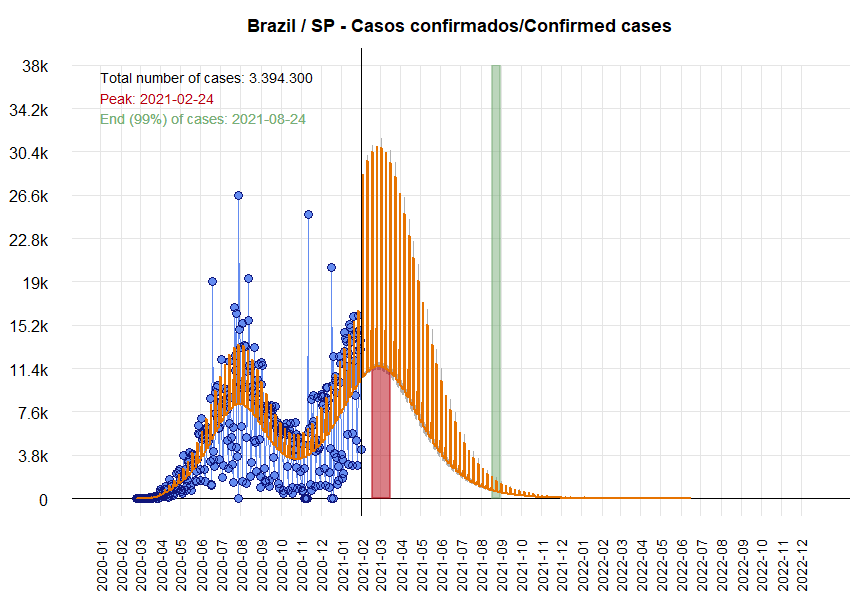 Brazil / SP - Casos confirmados/Confirmed cases
38k
Total number of cases: 3.394.300
Peak: 2021-02-24
34.2k
End (99%) of cases: 2021-08-24
30.4k
26.6k
22.8k
19k
15.2k
11.4k
7.6k
3.8k
0
2020-01
2020-02
2020-03
2020-04
2020-05
2020-06
2020-07
2020-08
2020-09
2020-10
2020-11
2020-12
2021-01
2021-02
2021-03
2021-04
2021-05
2021-06
2021-07
2021-08
2021-09
2021-10
2021-11
2021-12
2022-01
2022-02
2022-03
2022-04
2022-05
2022-06
2022-07
2022-08
2022-09
2022-10
2022-11
2022-12